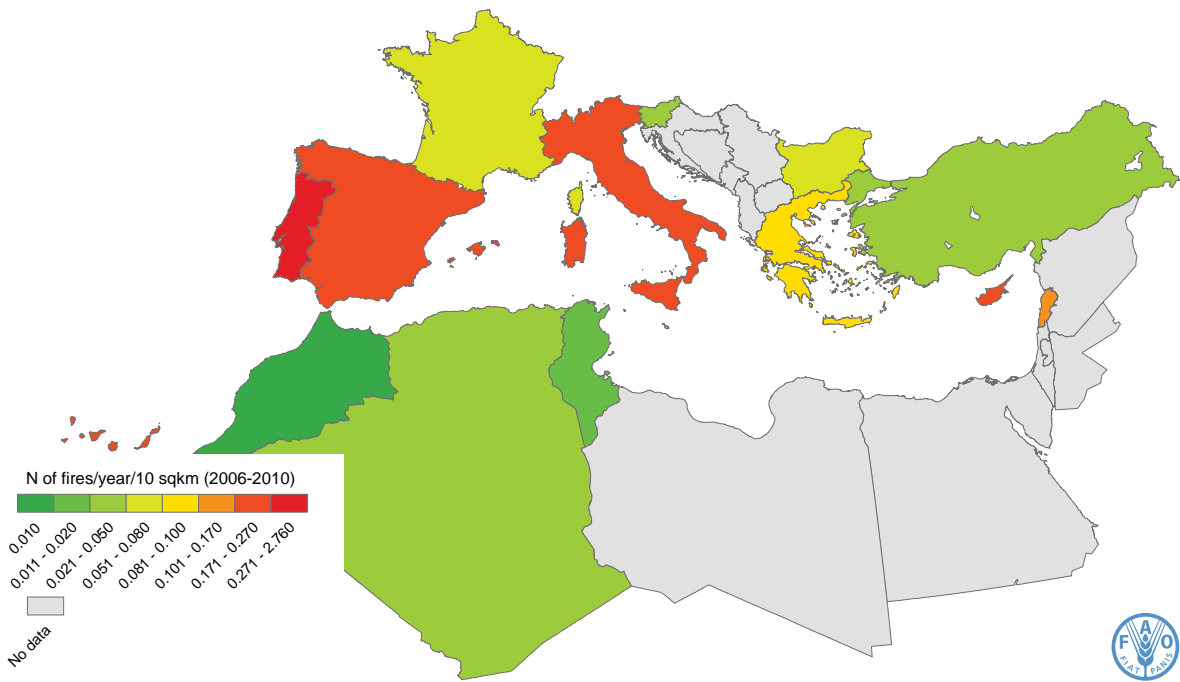 N of fires/year/10 sqkm (2006-2010)
0.010
0.011 - 0.020
0.021 - 0.050
0.051 - 0.080
0.081 - 0.100
0.101 - 0.170
0.171 - 0.270
0.271 - 2.760
No data
F A O
FIAT PANIS